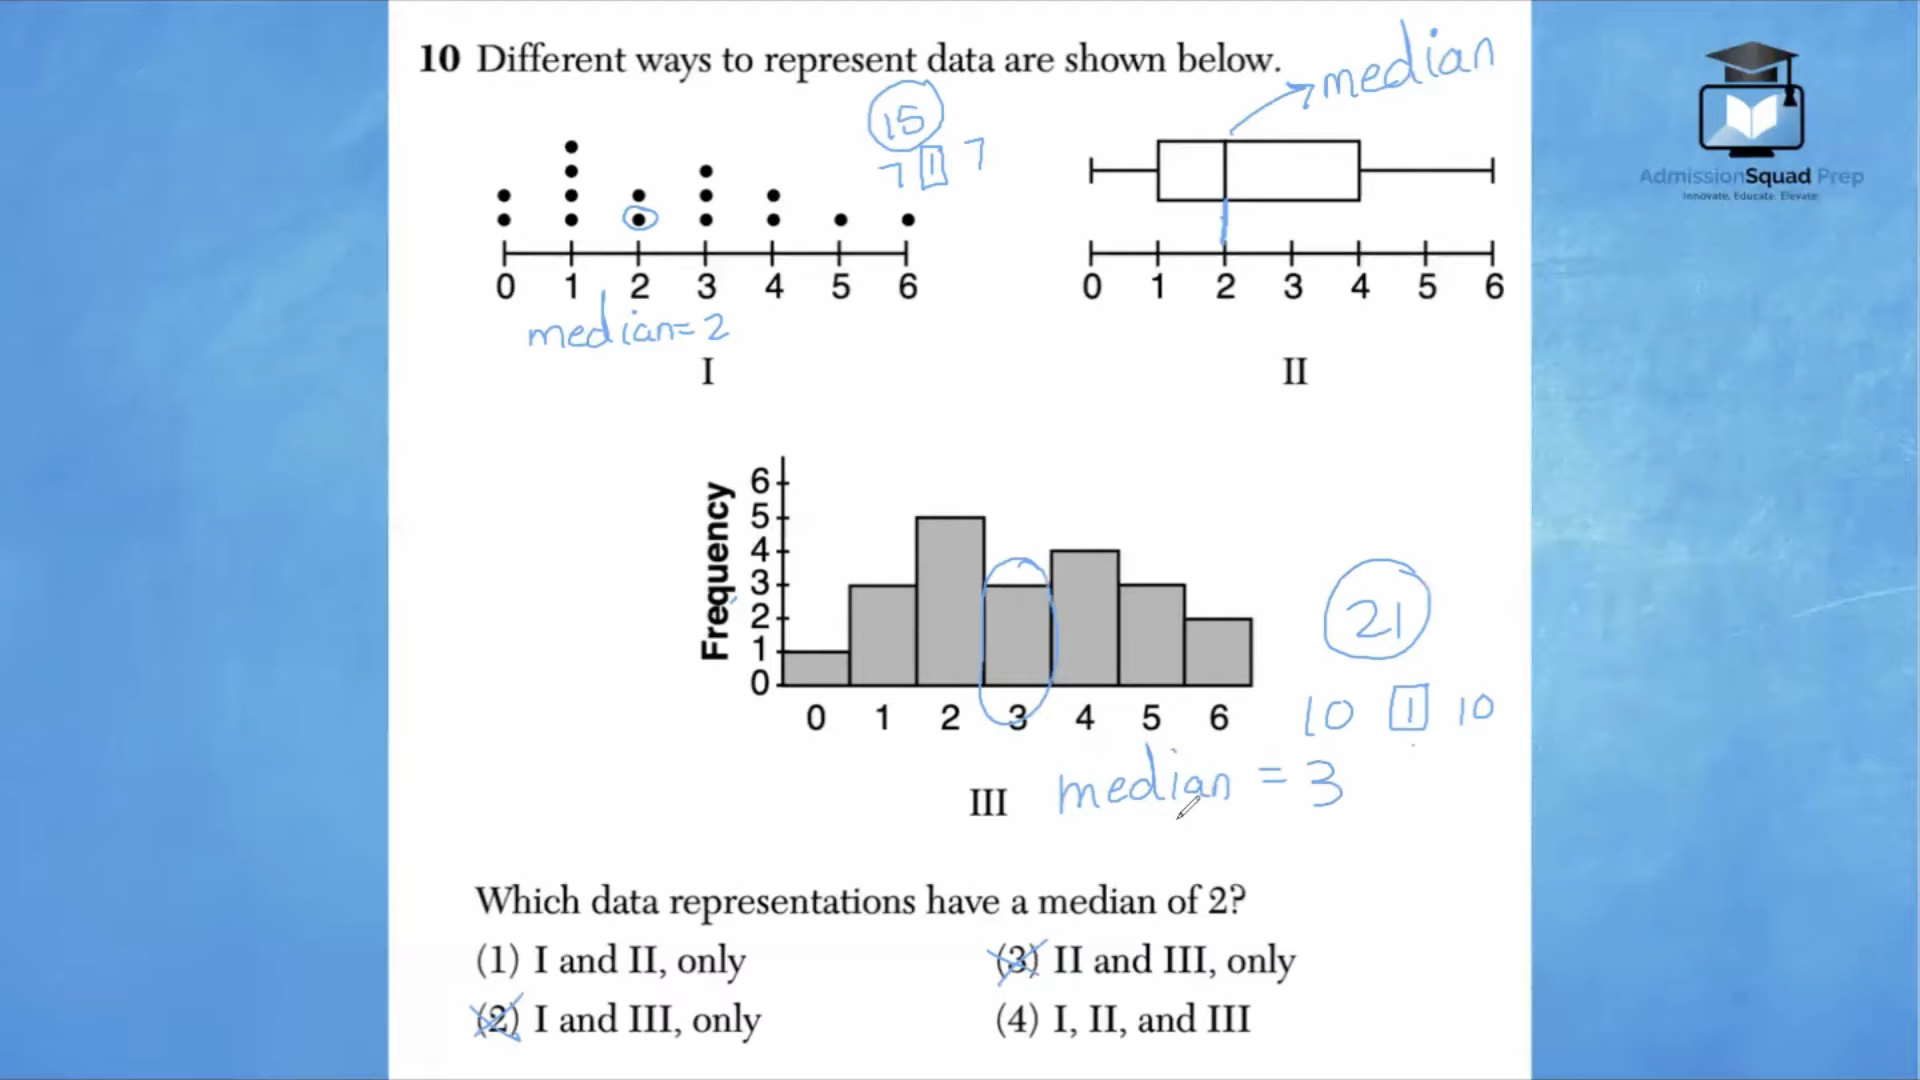 10 Different ways to represent data are shown below.
median
15
7 1 7
0 1 2 3 4 5 6
median = 2
I
0 1 2 3 4 5 6
II
Frequency
6
5
4
3
2
1
0
0 1 2 3 4 5 6
21
10 1 10
III
median = 3
Which data representations have a median of 2?
(1) I and II, only
(3) II and III, only
(2) I and III, only
(4) I, II, and III
AdmissionSquad Prep
Innovate, Educate, Elevate